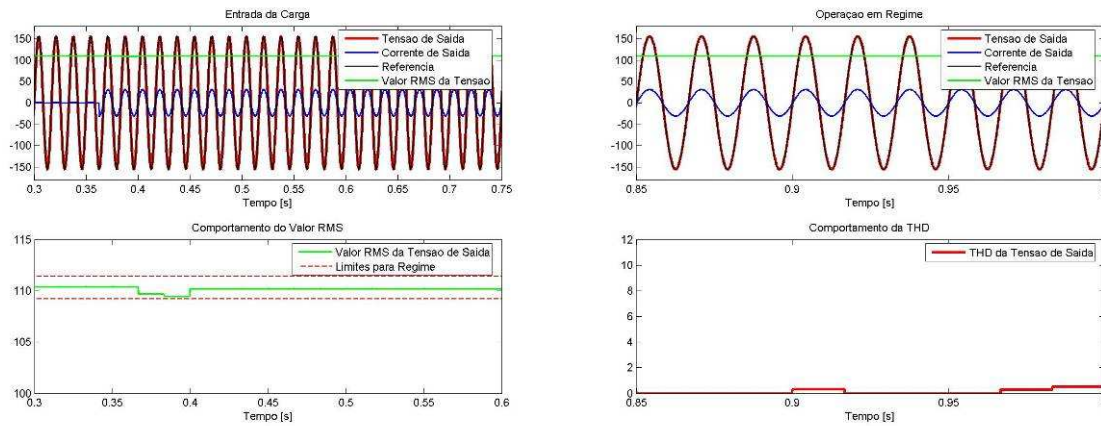 Entrada da Carga
150
100
50
0
-50
-100
-150
Tensao de Saida
Corrente de Saida
Referencia
Valor RMS da Tensao
0.3 0.35 0.4 0.45 0.5 0.55 0.6 0.65 0.7 0.75
Tempo [s]
Operaçao em Regime
150
100
50
0
-50
-100
-150
Tensao de Saida
Corrente de Saida
Referencia
Valor RMS da Tensao
0.85 0.9 0.95
Tempo [s]
Comportamento do Valor RMS
115
110
105
100
Valor RMS da Tensao de Saida
Limites para Regime
0.3 0.35 0.4 0.45 0.5 0.55 0.6
Tempo [s]
Comportamento da THD
12
10
8
6
4
2
0
THD da Tensao de Saida
0.85 0.9 0.95
Tempo [s]